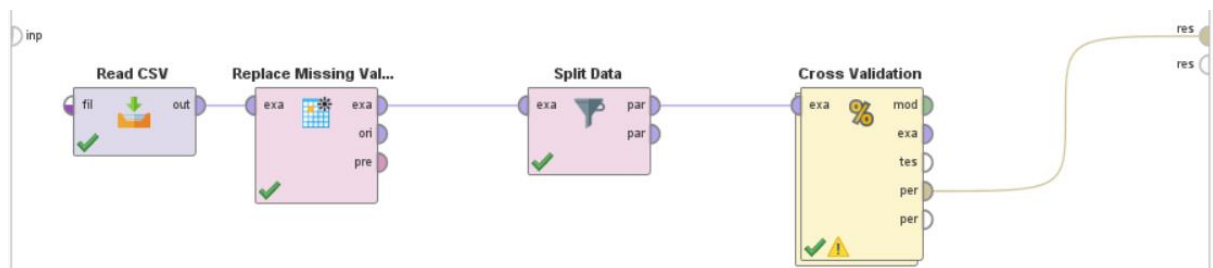 inp
res
res
Read CSV
fil
out
Replace Missing Val...
exa
exa
ori
pre
Split Data
exa
par
par
Cross Validation
exa
%
mod
exa
tes
per
per